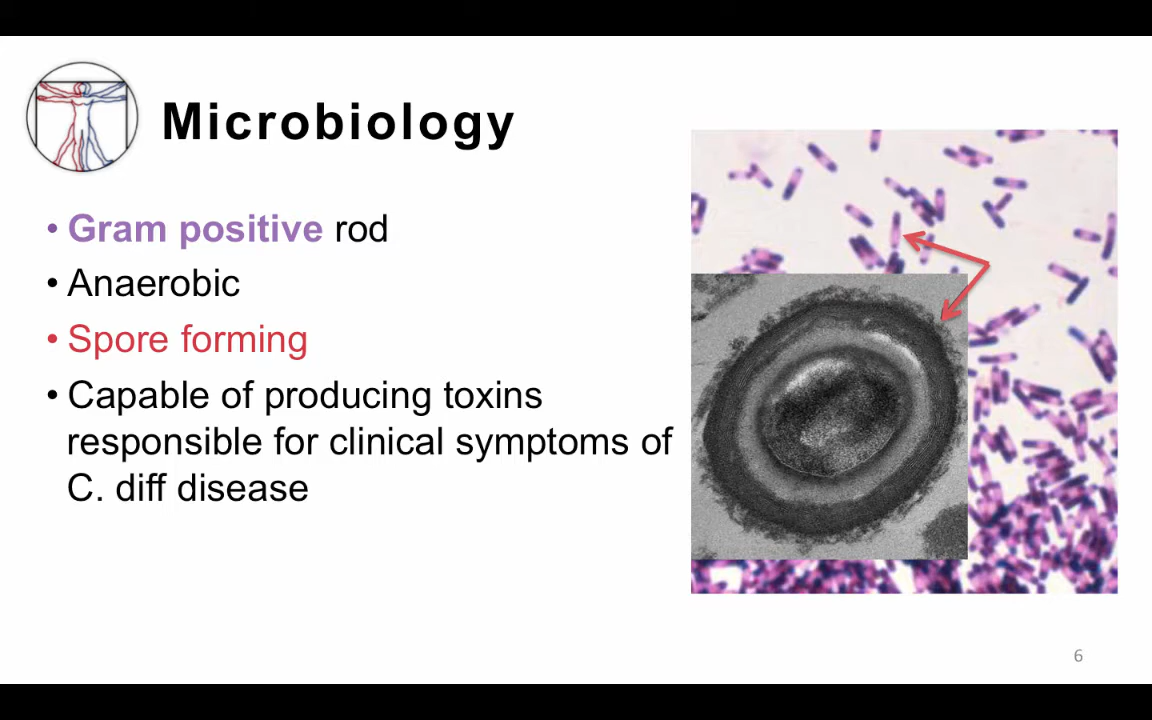 Microbiology
• Gram positive rod
• Anaerobic
• Spore forming
• Capable of producing toxins
responsible for clinical symptoms of
C. diff disease
6